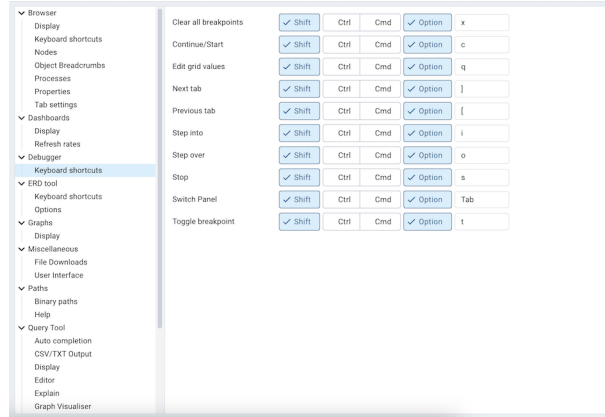 Browser
Display
Keyboard shortcuts
Nodes
Object Breadcrumbs
Processes
Properties
Tab settings
Dashboards
Display
Refresh rates
Debugger
Keyboard shortcuts
ERD tool
Keyboard shortcuts
Options
Graphs
Display
Miscellaneous
File Downloads
User Interface
Paths
Binary paths
Help
Query Tool
Auto completion
CSV/TXT Output
Display
Editor
Explain
Graph Visualiser
Clear all breakpoints Shift Ctrl Cmd Option x
Continue/Start Shift Ctrl Cmd Option c
Edit grid values Shift Ctrl Cmd Option q
Next tab Shift Ctrl Cmd Option ]
Previous tab Shift Ctrl Cmd Option [
Step into Shift Ctrl Cmd Option i
Step over Shift Ctrl Cmd Option o
Stop Shift Ctrl Cmd Option s
Switch Panel Shift Ctrl Cmd Option Tab
Toggle breakpoint Shift Ctrl Cmd Option t